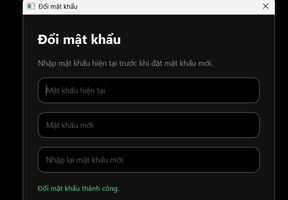 Đổi mật khẩu
Đổi mật khẩu
Nhập mật khẩu hiện tại trước khi đặt mật khẩu mới.
Mật khẩu hiện tại
Mật khẩu mới
Nhập lại mật khẩu mới
Đổi mật khẩu thành công.